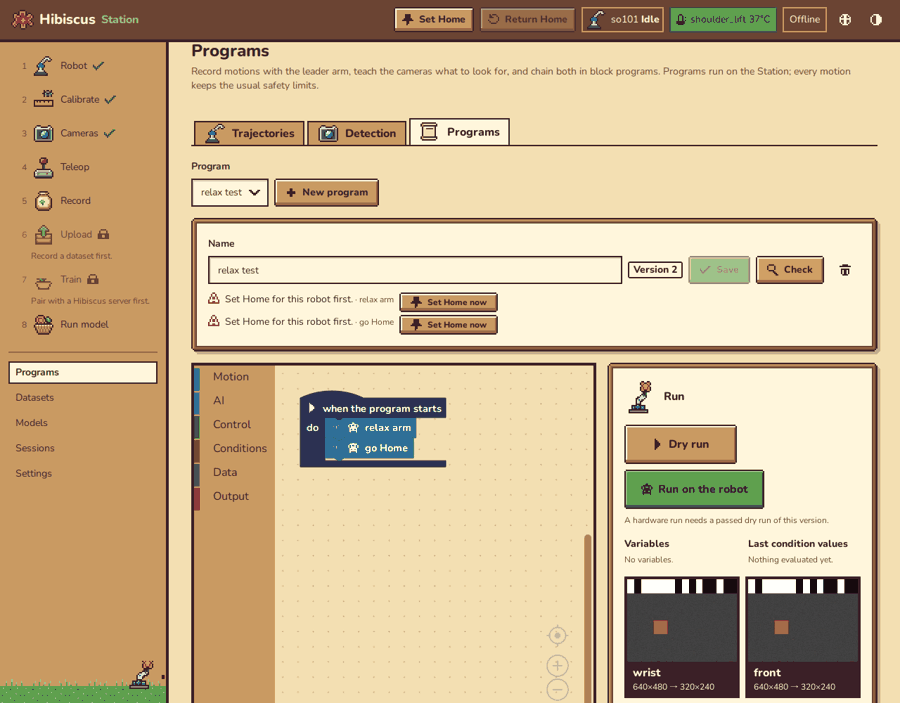 Hibiscus Station
Set Home
Return Home
so101 Idle
shoulder_lift 37°C
Offline
1 Robot
2 Calibrate
3 Cameras
4 Teleop
5 Record
6 Upload
Record a dataset first.
7 Train
Pair with a Hibiscus server first.
8 Run model
Programs
Datasets
Models
Sessions
Settings
Programs
Record motions with the leader arm, teach the cameras what to look for, and chain both in block programs. Programs run on the Station; every motion
keeps the usual safety limits.
Trajectories
Detection
Programs
Program
relax test
New program
Name
relax test
Version 2
Save
Check
Set Home for this robot first. · relax arm
Set Home now
Set Home for this robot first. · go Home
Set Home now
Motion
AI
Control
Conditions
Data
Output
when the program starts
do relax arm
go Home
Run
Dry run
Run on the robot
A hardware run needs a passed dry run of this version.
Variables
No variables.
Last condition values
Nothing evaluated yet.
wrist
640×480 → 320×240
front
640×480 → 320×240